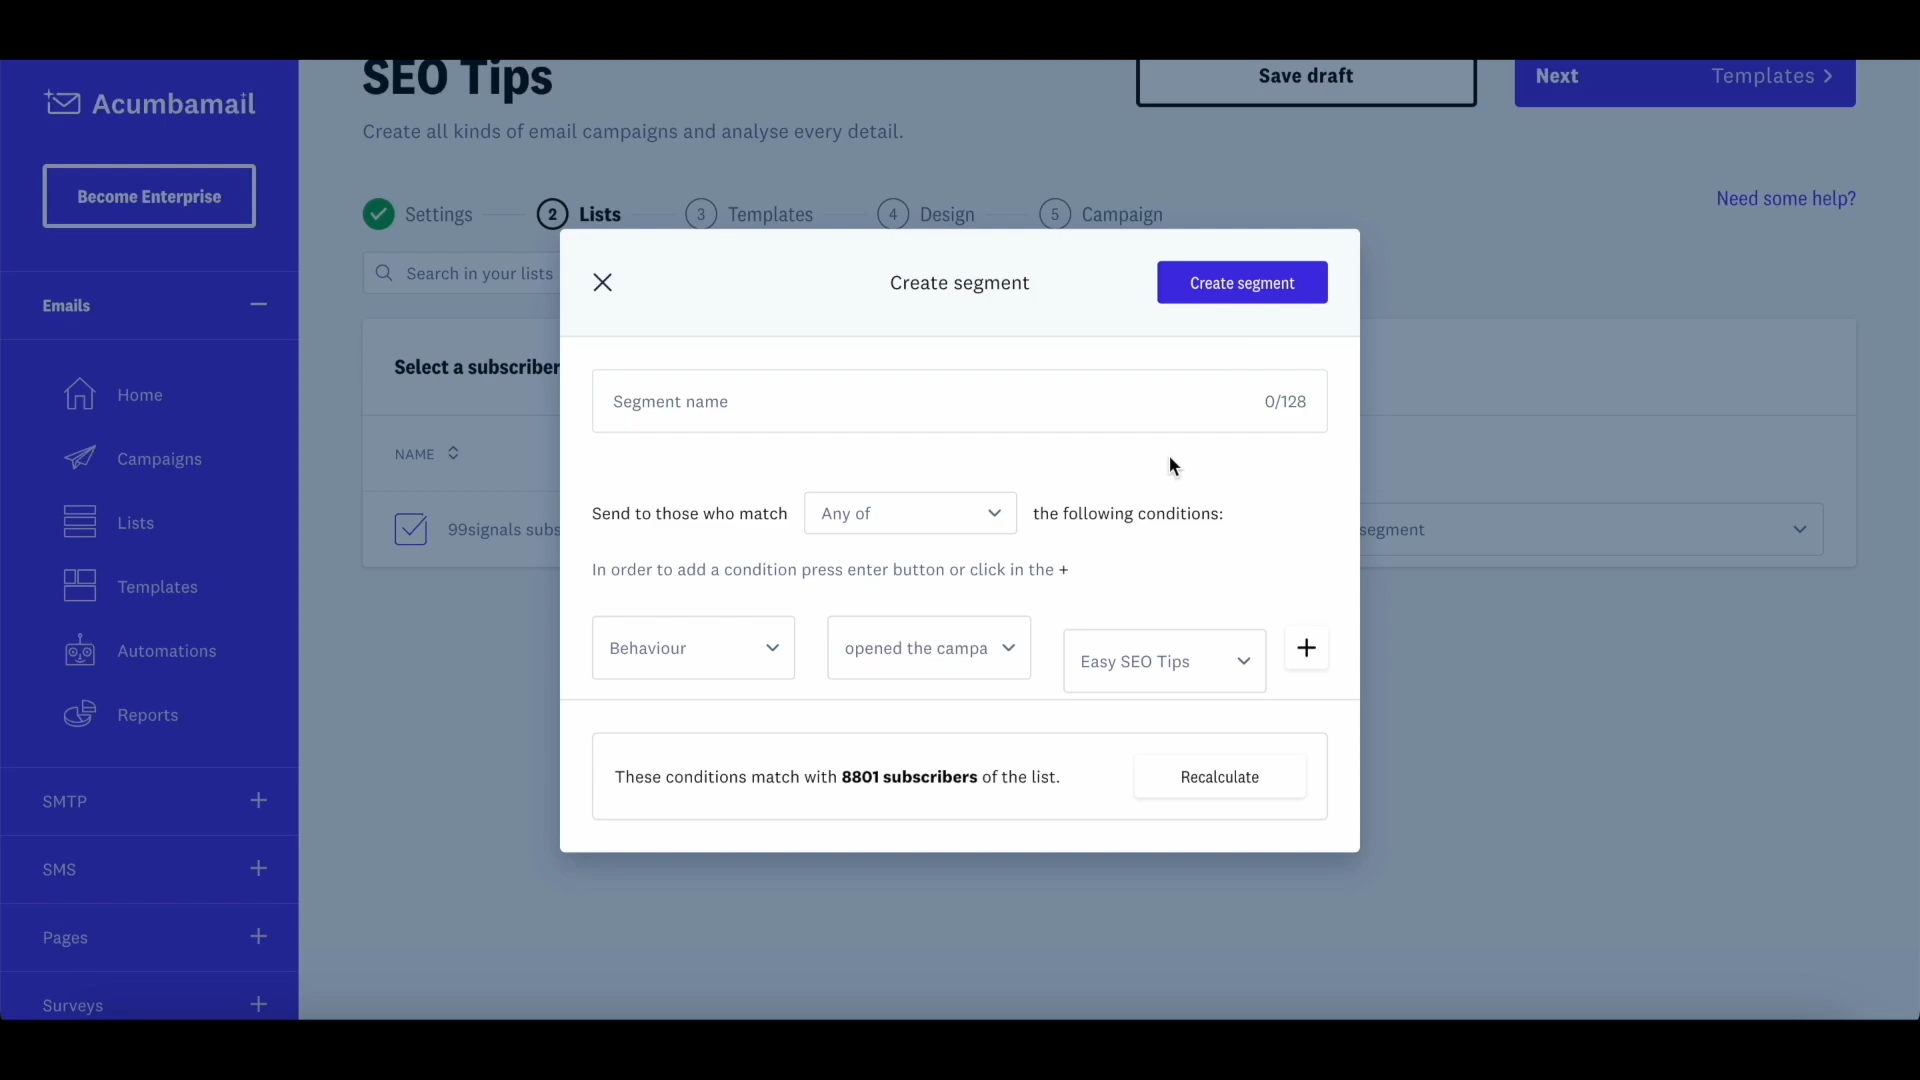 SEO Tips
Save draft
Next
Templates
Create all kinds of email campaigns and analyse every detail.
Acumbamail
Become Enterprise
Need some help?
Settings
2
Lists
3
Templates
4
Design
5
Campaign
Search in your lists
Create segment
Create segment
Emails
Select a subscriber
Segment name
0/128
Home
NAME
Campaigns
Send to those who match
Any of
the following conditions:
Lists
99signals subs
segment
In order to add a condition press enter button or click in the +
Templates
Behaviour
opened the campa
Easy SEO Tips
+
Automations
Reports
These conditions match with 8801 subscribers of the list.
Recalculate
SMTP
+
SMS
+
Pages
+
Surveys
+